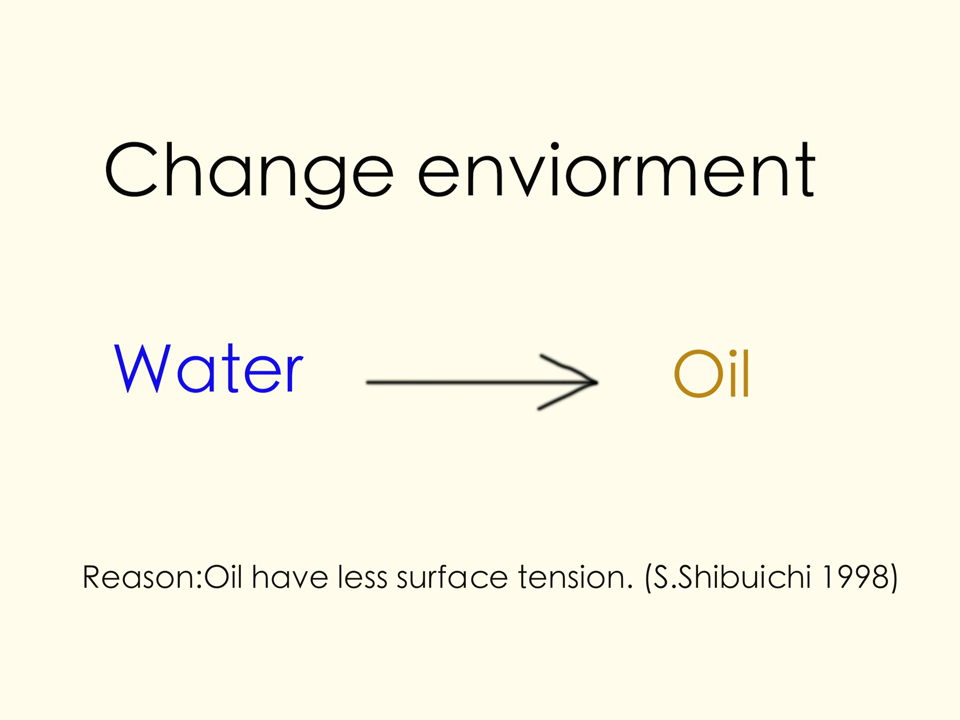 Change enviorment
Water
Oil
Reason:Oil have less surface tension. (S.Shibuichi 1998)